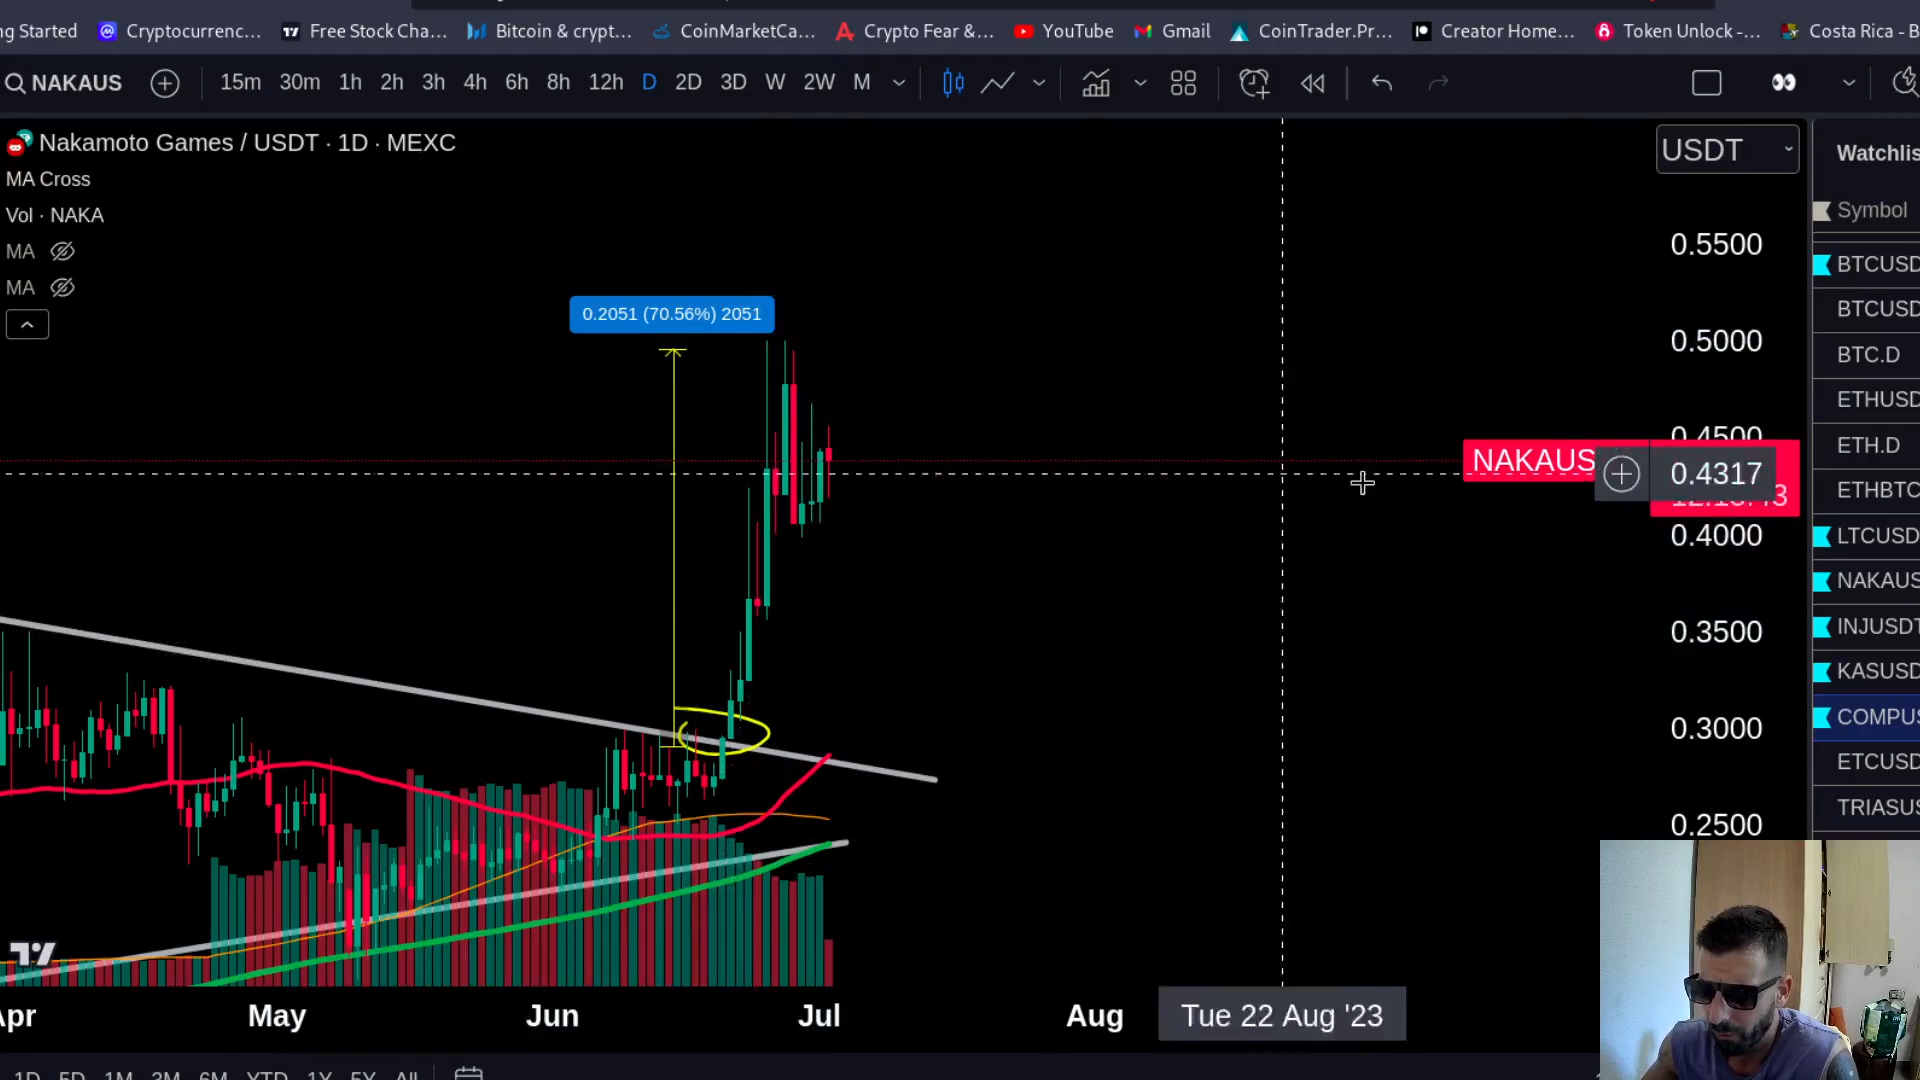 ng Started Cryptocurrenc... Free Stock Cha... Bitcoin & crypt... CoinMarketCa... Crypto Fear &... YouTube Gmail CoinTrader.Pr... Creator Home... Token Unlock -... Costa Rica - B
NAKAUS 15m 30m 1h 2h 3h 4h 6h 8h 12h D 2D 3D W 2W M
Nakamoto Games / USDT · 1D · MEXC
USDT
Watchlis
MA Cross
Vol · NAKA
Symbol
MA
MA
0.5500
BTCUSD
BTCUSD
0.2051 (70.56%) 2051
0.5000
BTC.D
ETHUSD
0.4500
ETH.D
NAKAUS
0.4317
ETHBTC
0.4000
LTCUSD
NAKAUS
0.3500
INJUSDT
KASUSD
0.3000
COMPUS
ETCUSD
0.2500
TRIASUS
Apr May Jun Jul Aug Tue 22 Aug '23
1D 5D 1M 3M 6M YTD 1Y 5Y All